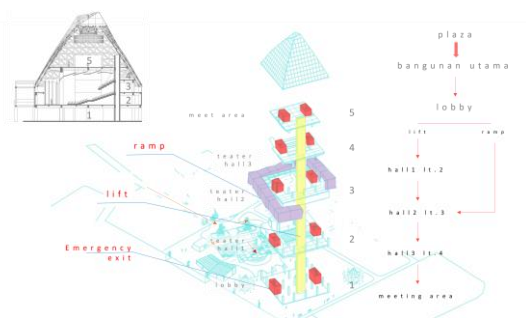 5
3
2
1
meet area
teater
hall3
ramp
teater
hall2
lift
teater
hall1
Emergency
exit
lobby
5
4
3
2
1
plaza
bangunan utama
lobby
lift
ramp
hall1 lt.2
hall2 lt.3
hall3 lt.4
meeting area